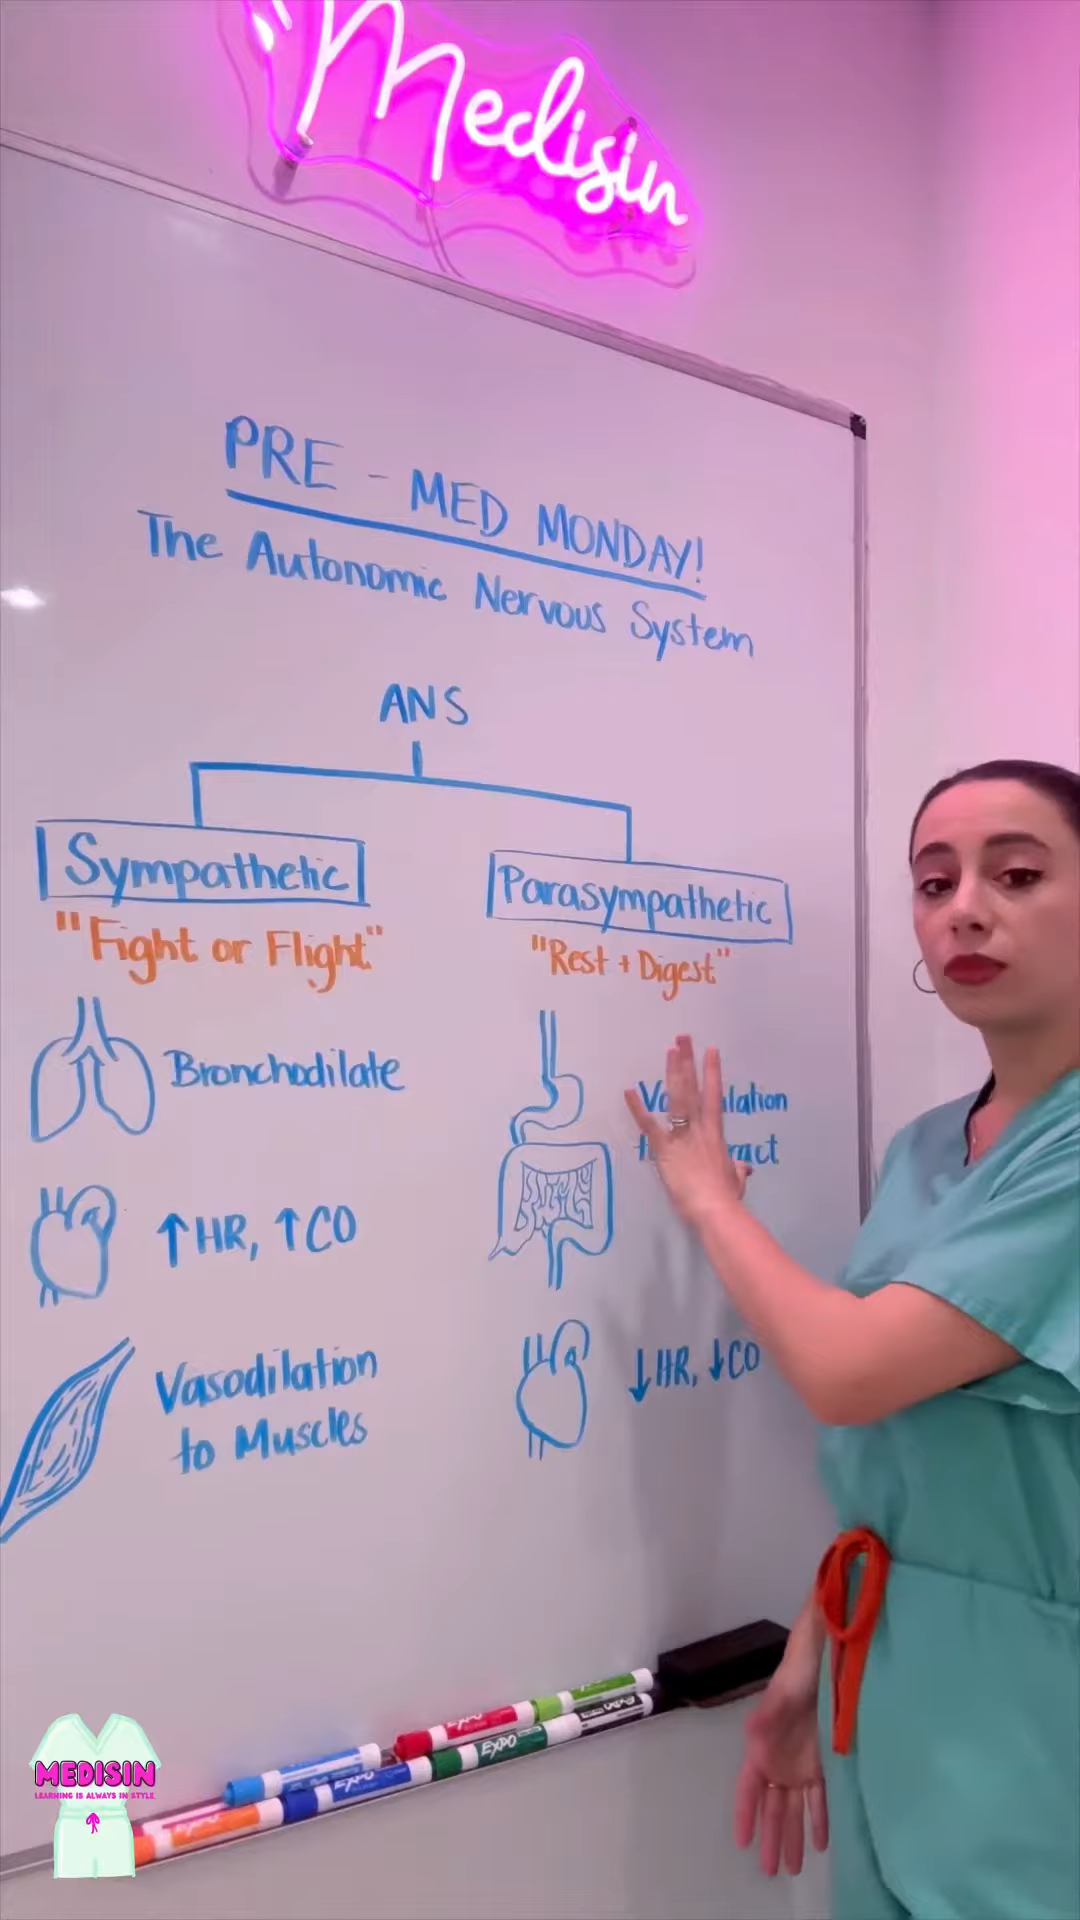 Medisin
PRE - MED MONDAY!
The Autonomic Nervous System
ANS
Sympathetic
"Fight or Flight"
Bronchodilate
↑HR, ↑CO
Vasodilation
to Muscles
Parasympathetic
"Rest + Digest"
↓HR, ↓CO
EXPO
EXPO
EXPO
MEDISIN
LEARNING IS ALWAYS IN STYLE